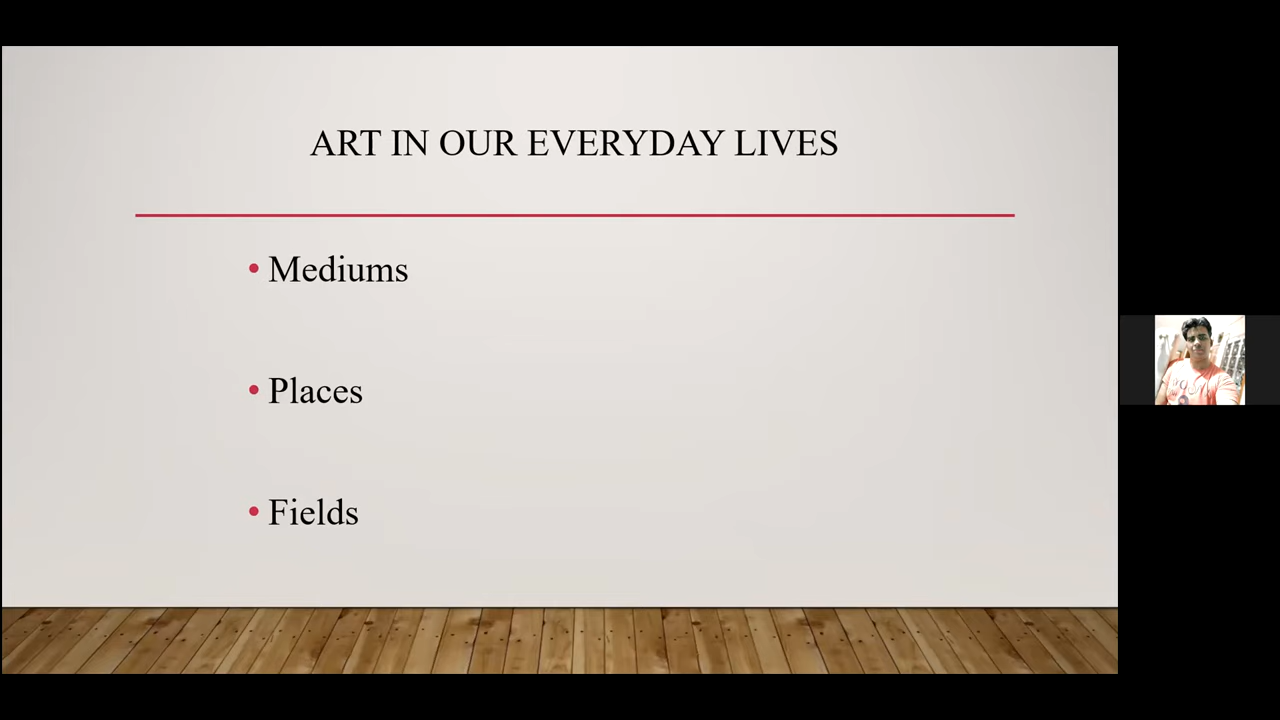 ART IN OUR EVERYDAY LIVES
• Mediums
• Places
• Fields